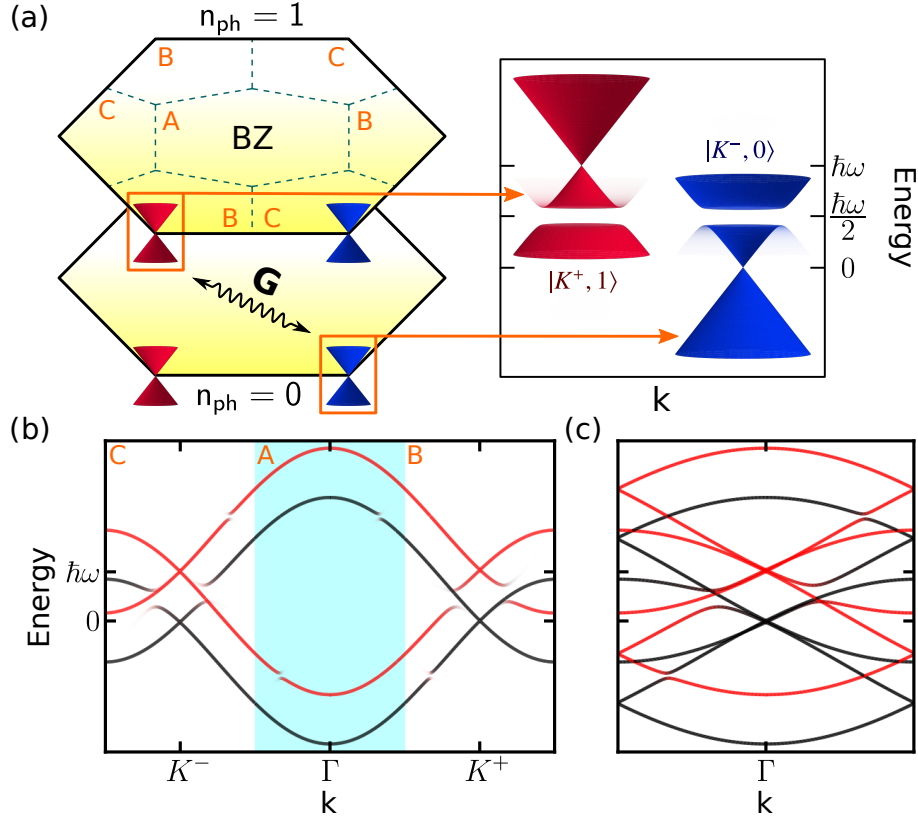 (a)
n_ph = 1
B
C
C
A
B
BZ
B
C
G
n_ph = 0
|K⁻, 0⟩
|K⁺, 1⟩
ħω
ħω/2
0
Energy
k
(b)
C
A
B
Energy
ħω
0
K⁻
Γ
K⁺
k
(c)
Γ
k